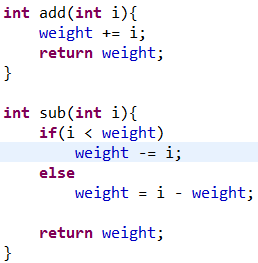 int add(int i){
    weight += i;
    return weight;
}

int sub(int i){
    if(i < weight)
        weight -= i;
    else
        weight = i - weight;

    return weight;
}